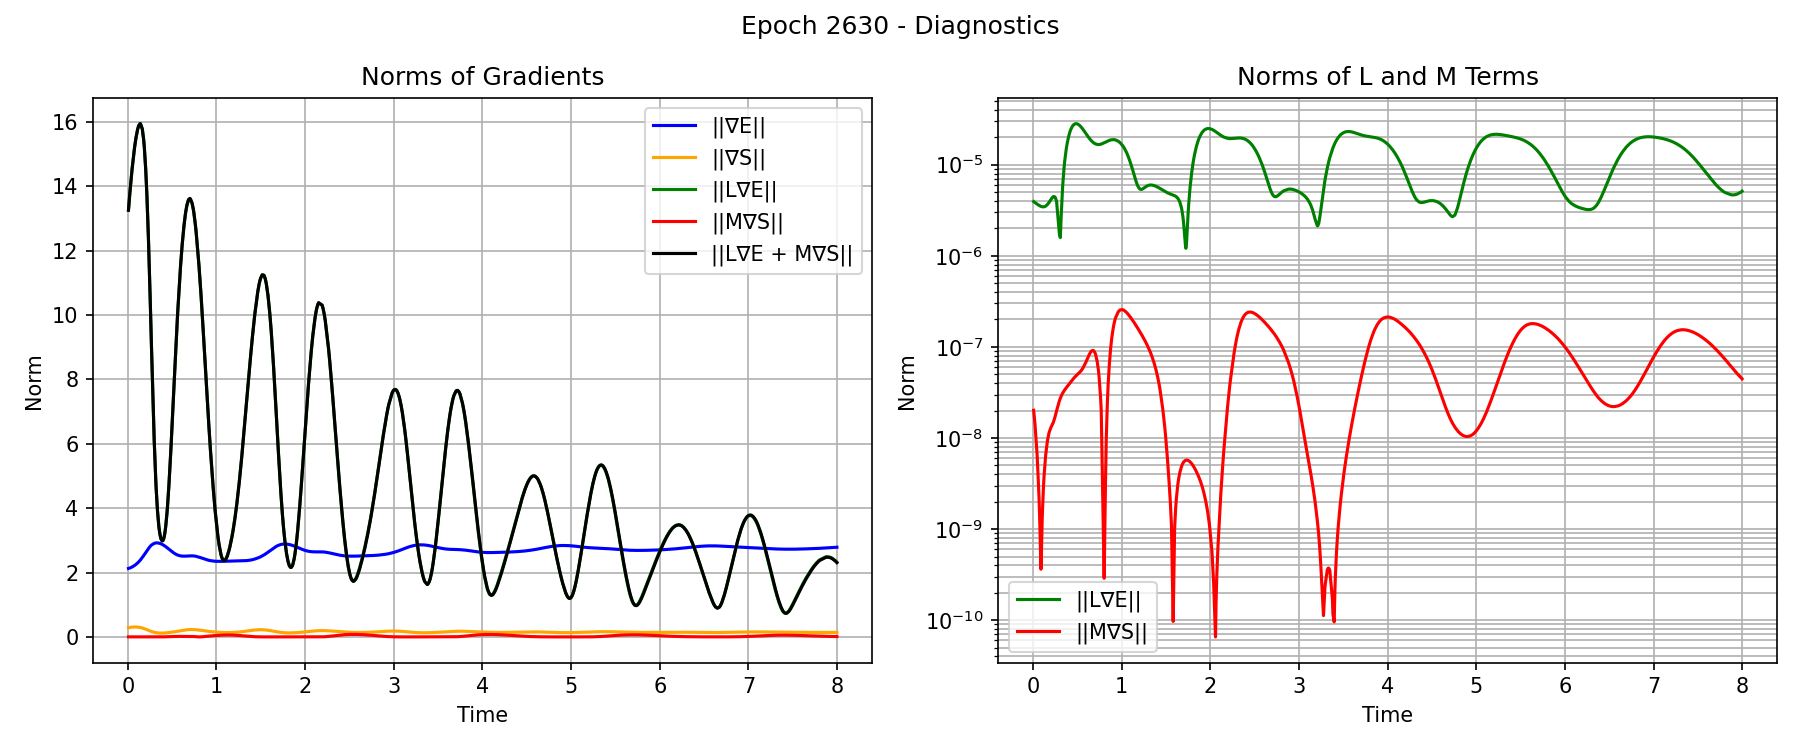 Epoch 2630 - Diagnostics
Norms of Gradients
Norm
16
14
12
10
8
6
4
2
0
||∇E||
||∇S||
||L∇E||
||M∇S||
||L∇E + M∇S||
0 1 2 3 4 5 6 7 8
Time
Norms of L and M Terms
Norm
10⁻⁵
10⁻⁶
10⁻⁷
10⁻⁸
10⁻⁹
10⁻¹⁰
||L∇E||
||M∇S||
0 1 2 3 4 5 6 7 8
Time